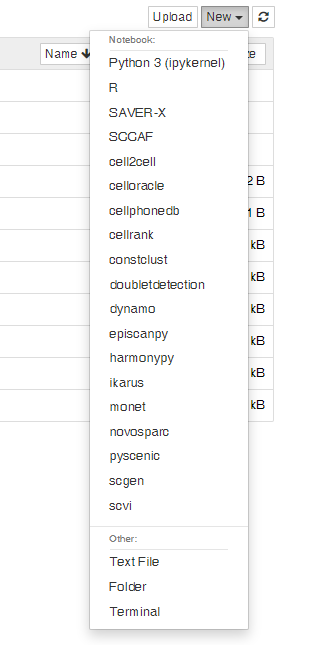 Upload New
Name
Notebook:
Python 3 (ipykernel)
R
SAVER-X
SCCAF
cell2cell
2 B
celloracle
cellphonedb
1 B
cellrank
kB
constclust
kB
doubletdetection
dynamo
kB
episcanpy
kB
harmonypy
ikarus
kB
monet
kB
novosparc
pyscenic
scgen
scvi
Other:
Text File
Folder
Terminal